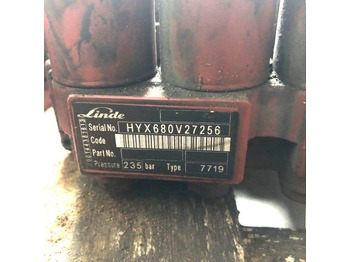 Linde
Serial No. HYX680V27256
Code
Part No.
Pressure 235 bar Type 7719